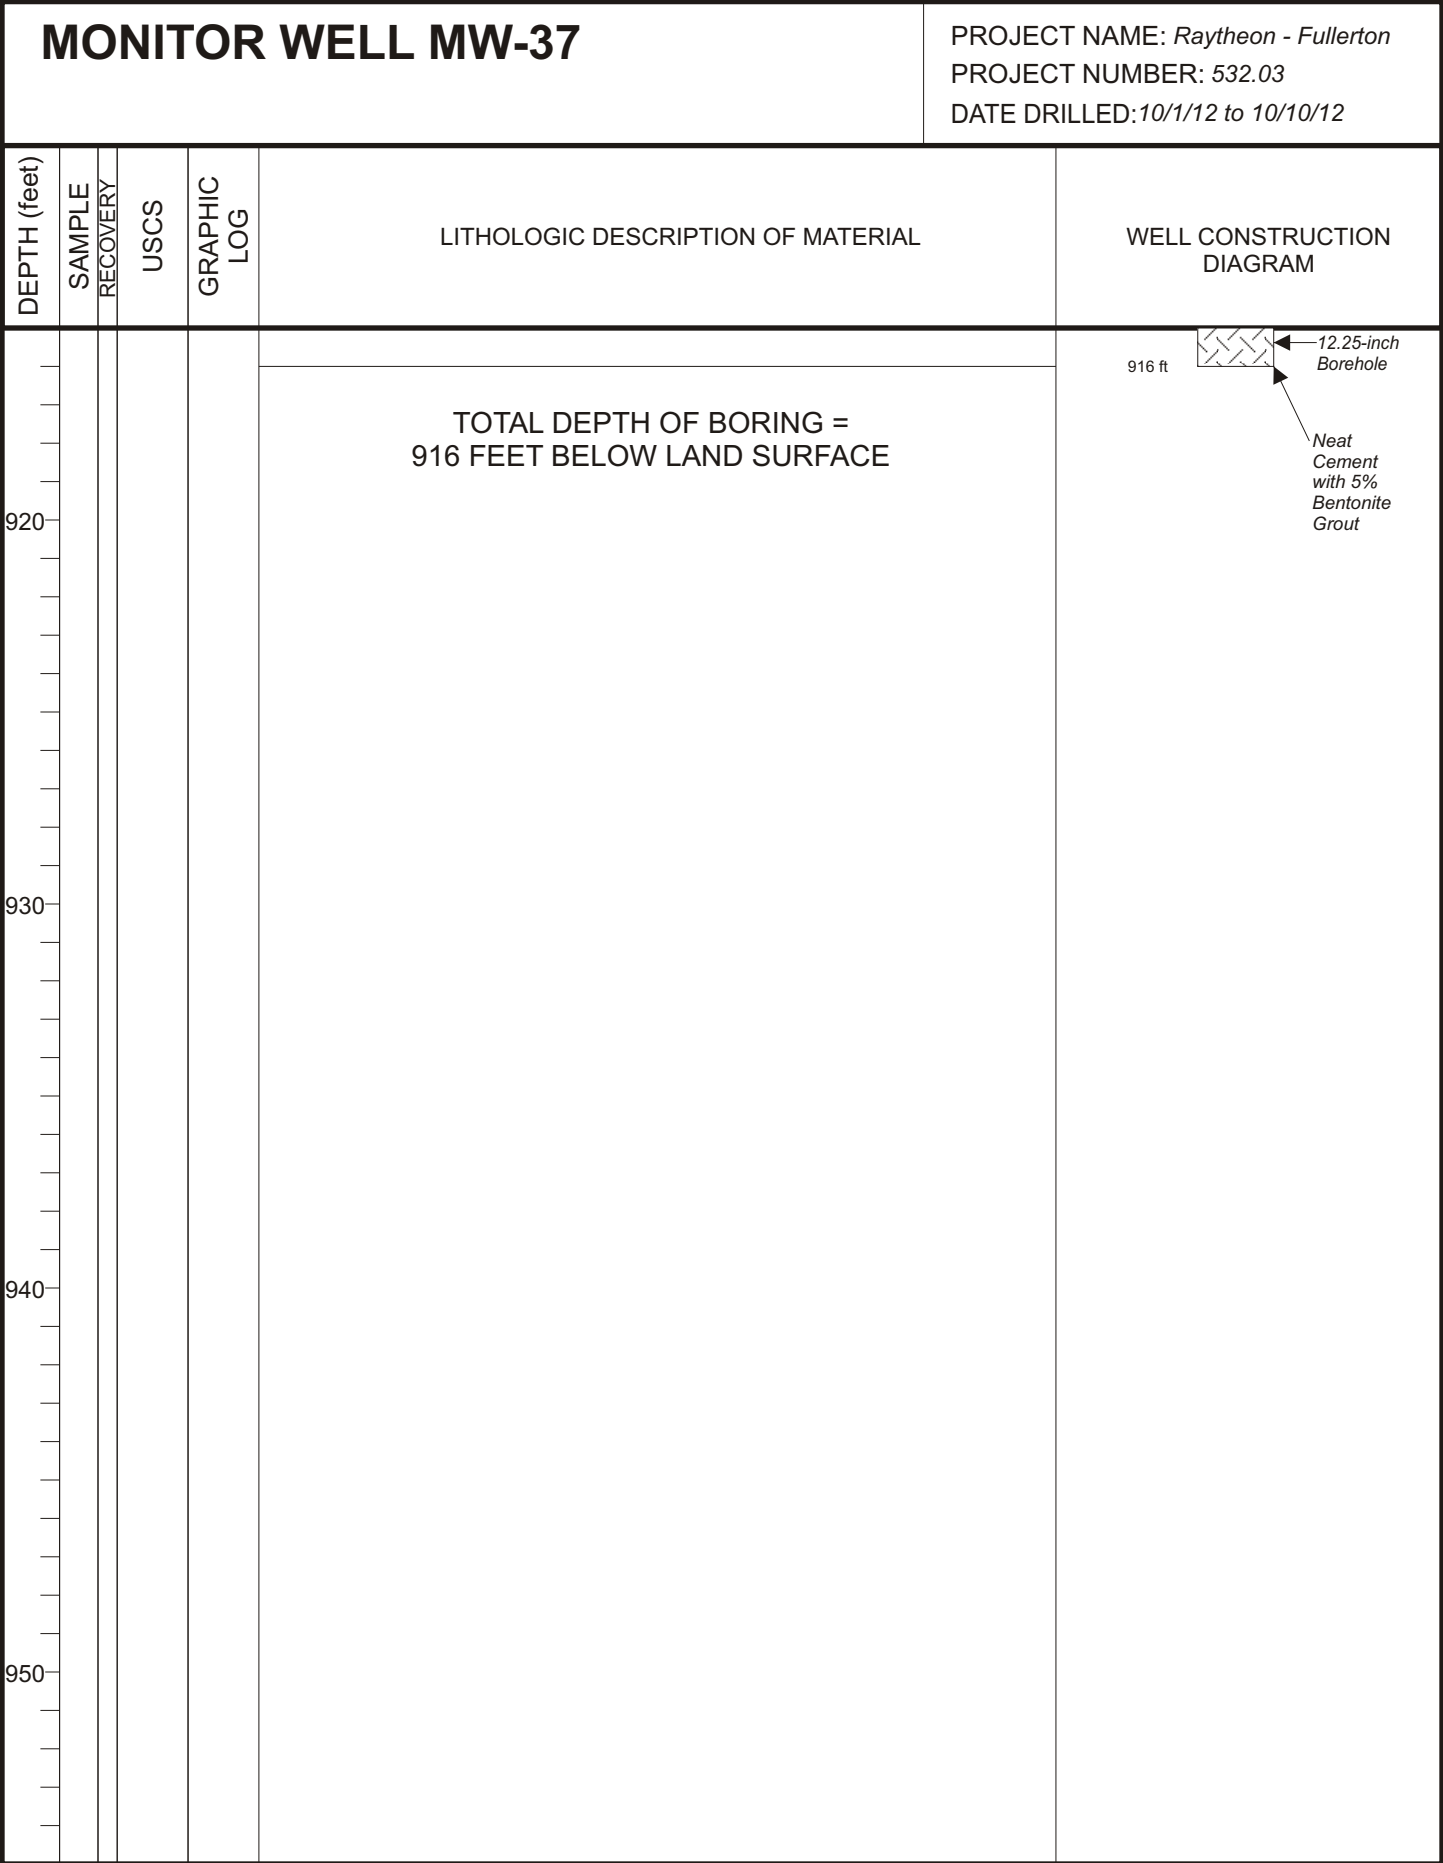 MONITOR WELL MW-37
PROJECT NAME: Raytheon - Fullerton
PROJECT NUMBER: 532.03
DATE DRILLED:10/1/12 to 10/10/12
DEPTH (feet)
SAMPLE
RECOVERY
USCS
GRAPHIC
LOG
LITHOLOGIC DESCRIPTION OF MATERIAL
WELL CONSTRUCTION
DIAGRAM
12.25-inch
Borehole
916 ft
TOTAL DEPTH OF BORING =
916 FEET BELOW LAND SURFACE
Neat
Cement
with 5%
Bentonite
Grout
920
930
940
950